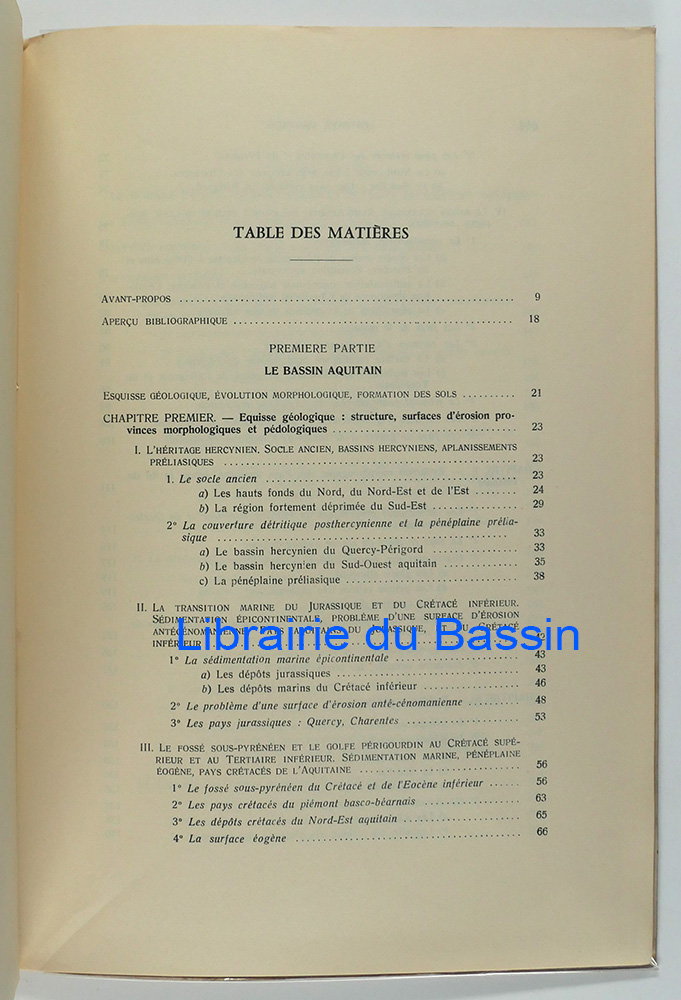 TABLE DES MATIÈRES
AVANT-PROPOS ........ 9
APERÇU BIBLIOGRAPHIQUE ........ 18
PREMIERE PARTIE
LE BASSIN AQUITAIN
ESQUISSE GÉOLOGIQUE, ÉVOLUTION MORPHOLOGIQUE, FORMATION DES SOLS ........ 21
CHAPITRE PREMIER. — Equisse géologique : structure, surfaces d'érosion pro-
vinces morphologiques et pédologiques ........ 23
I. L'HÉRITAGE HERCYNIEN. SOCLE ANCIEN, BASSINS HERCYNIENS, APLANISSEMENTS
PRÉLIASIQUES ........ 23
1. Le socle ancien ........ 23
a) Les hauts fonds du Nord, du Nord-Est et de l'Est ........ 24
b) La région fortement déprimée du Sud-Est ........ 29
2° La couverture détritique posthercynienne et la pénéplaine prélia-
sique ........ 33
a) Le bassin hercynien du Quercy-Périgord ........ 33
b) Le bassin hercynien du Sud-Ouest aquitain ........ 35
c) La pénéplaine préliasique ........ 38
II. LA TRANSITION MARINE DU JURASSIQUE ET DU CRÉTACÉ INFÉRIEUR.
SÉDIMENTATION ÉPICONTINENTALE, PROBLÈME D'UNE SURFACE D'ÉROSION
ANTÉCÉNOMANIENNE, PAYS AQUITAINS DU JURASSIQUE, ET DU CRÉTACÉ
INFÉRIEUR ........ 43
Librairie du Bassin
1° La sédimentation marine épicontinentale ........ 43
a) Les dépôts jurassiques ........ 43
b) Les dépôts marins du Crétacé inférieur ........ 46
2° Le problème d'une surface d'érosion anté-cénomanienne ........ 48
3° Les pays jurassiques : Quercy, Charentes ........ 53
III. LE FOSSÉ SOUS-PYRÉNÉEN ET LE GOLFE PÉRIGOURDIN AU CRÉTACÉ SUPÉ-
RIEUR ET AU TERTIAIRE INFÉRIEUR. SÉDIMENTATION MARINE, PÉNÉPLAINE
ÉOGÈNE, PAYS CRÉTACÉS DE L'AQUITAINE ........ 56
1° Le fossé sous-pyrénéen du Crétacé et de l'Eocène inférieur ...... 56
2° Les pays crétacés du piémont basco-béarnais ........ 63
3° Les dépôts crétacés du Nord-Est aquitain ........ 65
4° La surface éogène ........ 66